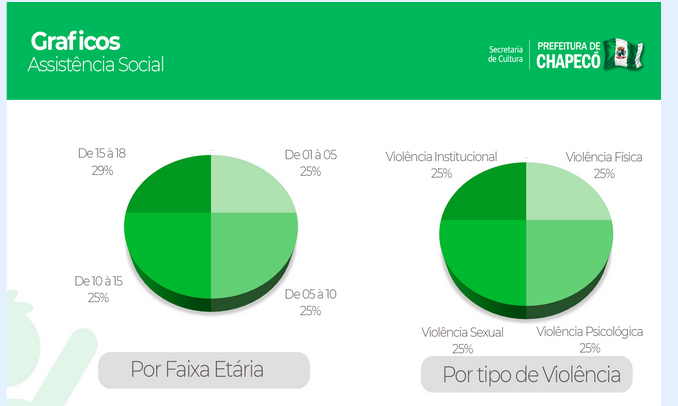 Graficos
Assistência Social
Secretaria
de Cultura
PREFEITURA DE
CHAPECÓ
De 15 à 18
29%
De 01 à 05
25%
De 10 à 15
25%
De 05 à 10
25%
Por Faixa Etária
Violência Institucional
25%
Violência Física
25%
Violência Sexual
25%
Violência Psicológica
25%
Por tipo de Violência